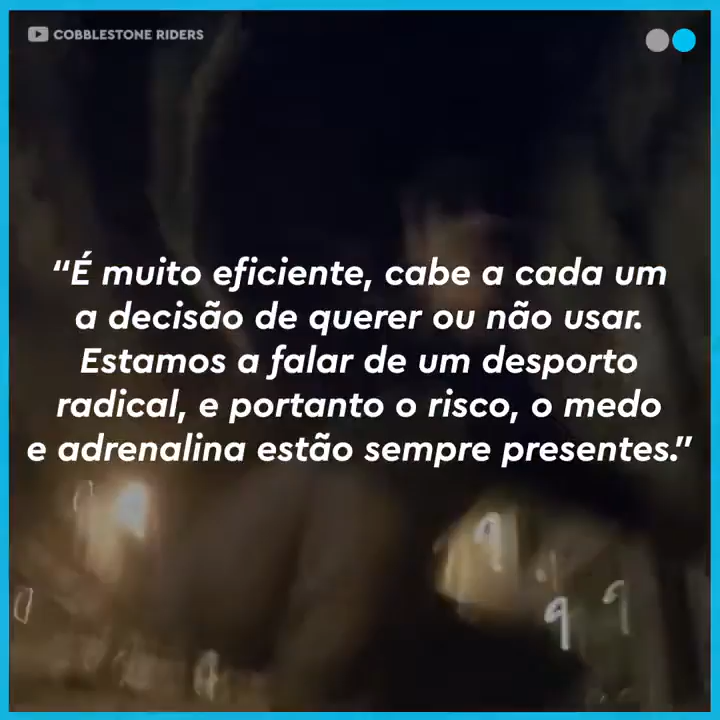 COBBLESTONE RIDERS
“É muito eficiente, cabe a cada um
a decisão de querer ou não usar.
Estamos a falar de um desporto
radical, e portanto o risco, o medo
e adrenalina estão sempre presentes.”